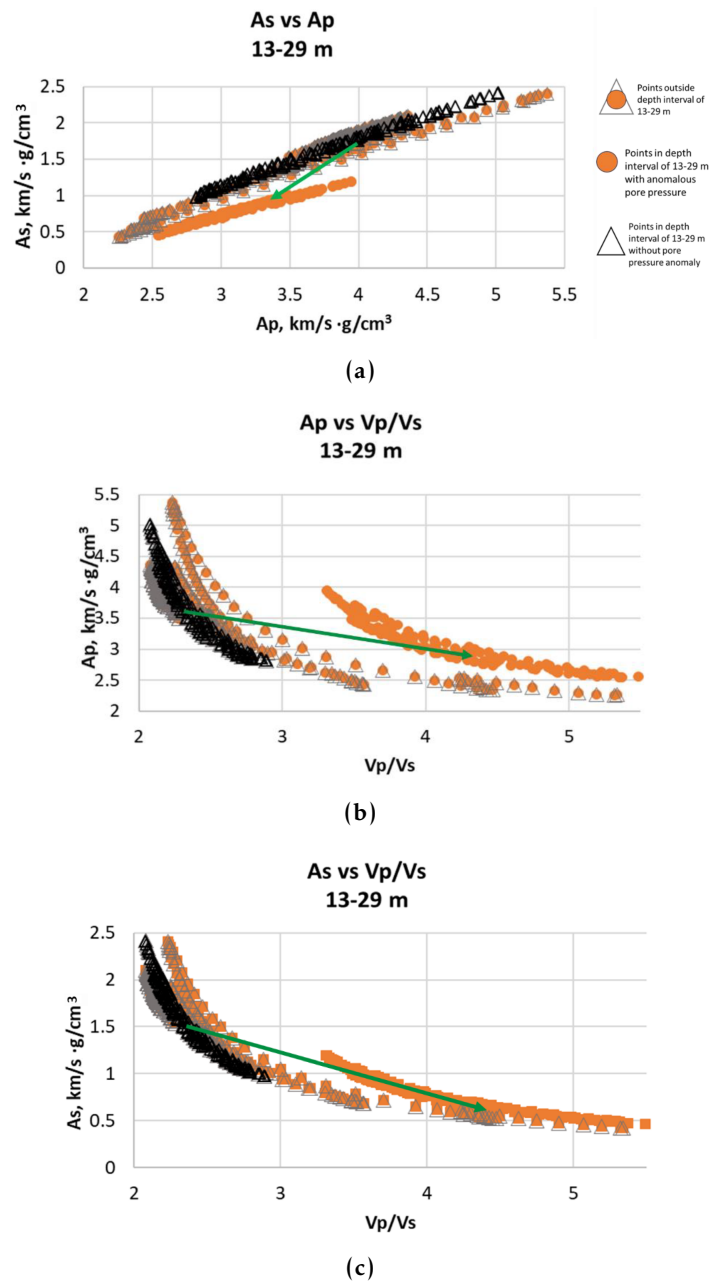 As vs Ap
13-29 m
2.5
2
1.5
1
0.5
0
2
2.5
3
3.5
4
4.5
5
5.5
As, km/s ·g/cm³
Ap, km/s ·g/cm³
Points outside
depth interval of
13-29 m
Points in depth
interval of 13-29 m
with anomalous
pore pressure
Points in depth
interval of 13-29 m
without pore
pressure anomaly
(a)
Ap vs Vp/Vs
13-29 m
5.5
5
4.5
4
3.5
3
2.5
2
2
3
4
5
Ap, km/s ·g/cm³
Vp/Vs
(b)
As vs Vp/Vs
13-29 m
2.5
2
1.5
1
0.5
0
2
3
4
5
As, km/s ·g/cm³
Vp/Vs
(c)